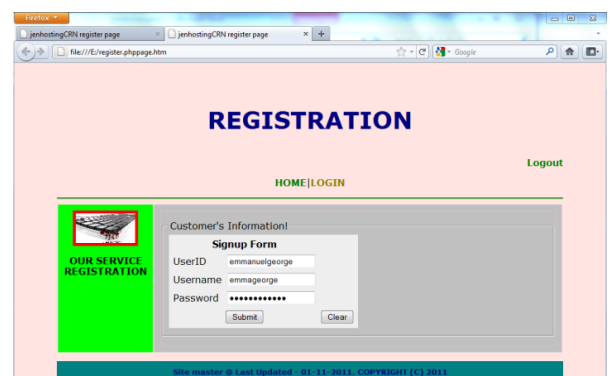 Firefox
jenhostingCRN register page
jenhostingCRN register page
file:///E:/register.phppage.htm
Google
REGISTRATION
Logout
HOME|LOGIN
OUR SERVICE
REGISTRATION
Customer's Information!
Signup Form
UserID emmanuelgeorge
Username emmageorge
Password ••••••••••••
Submit Clear
Site master @ Last Updated - 01-11-2011. COPYRIGHT (C) 2011